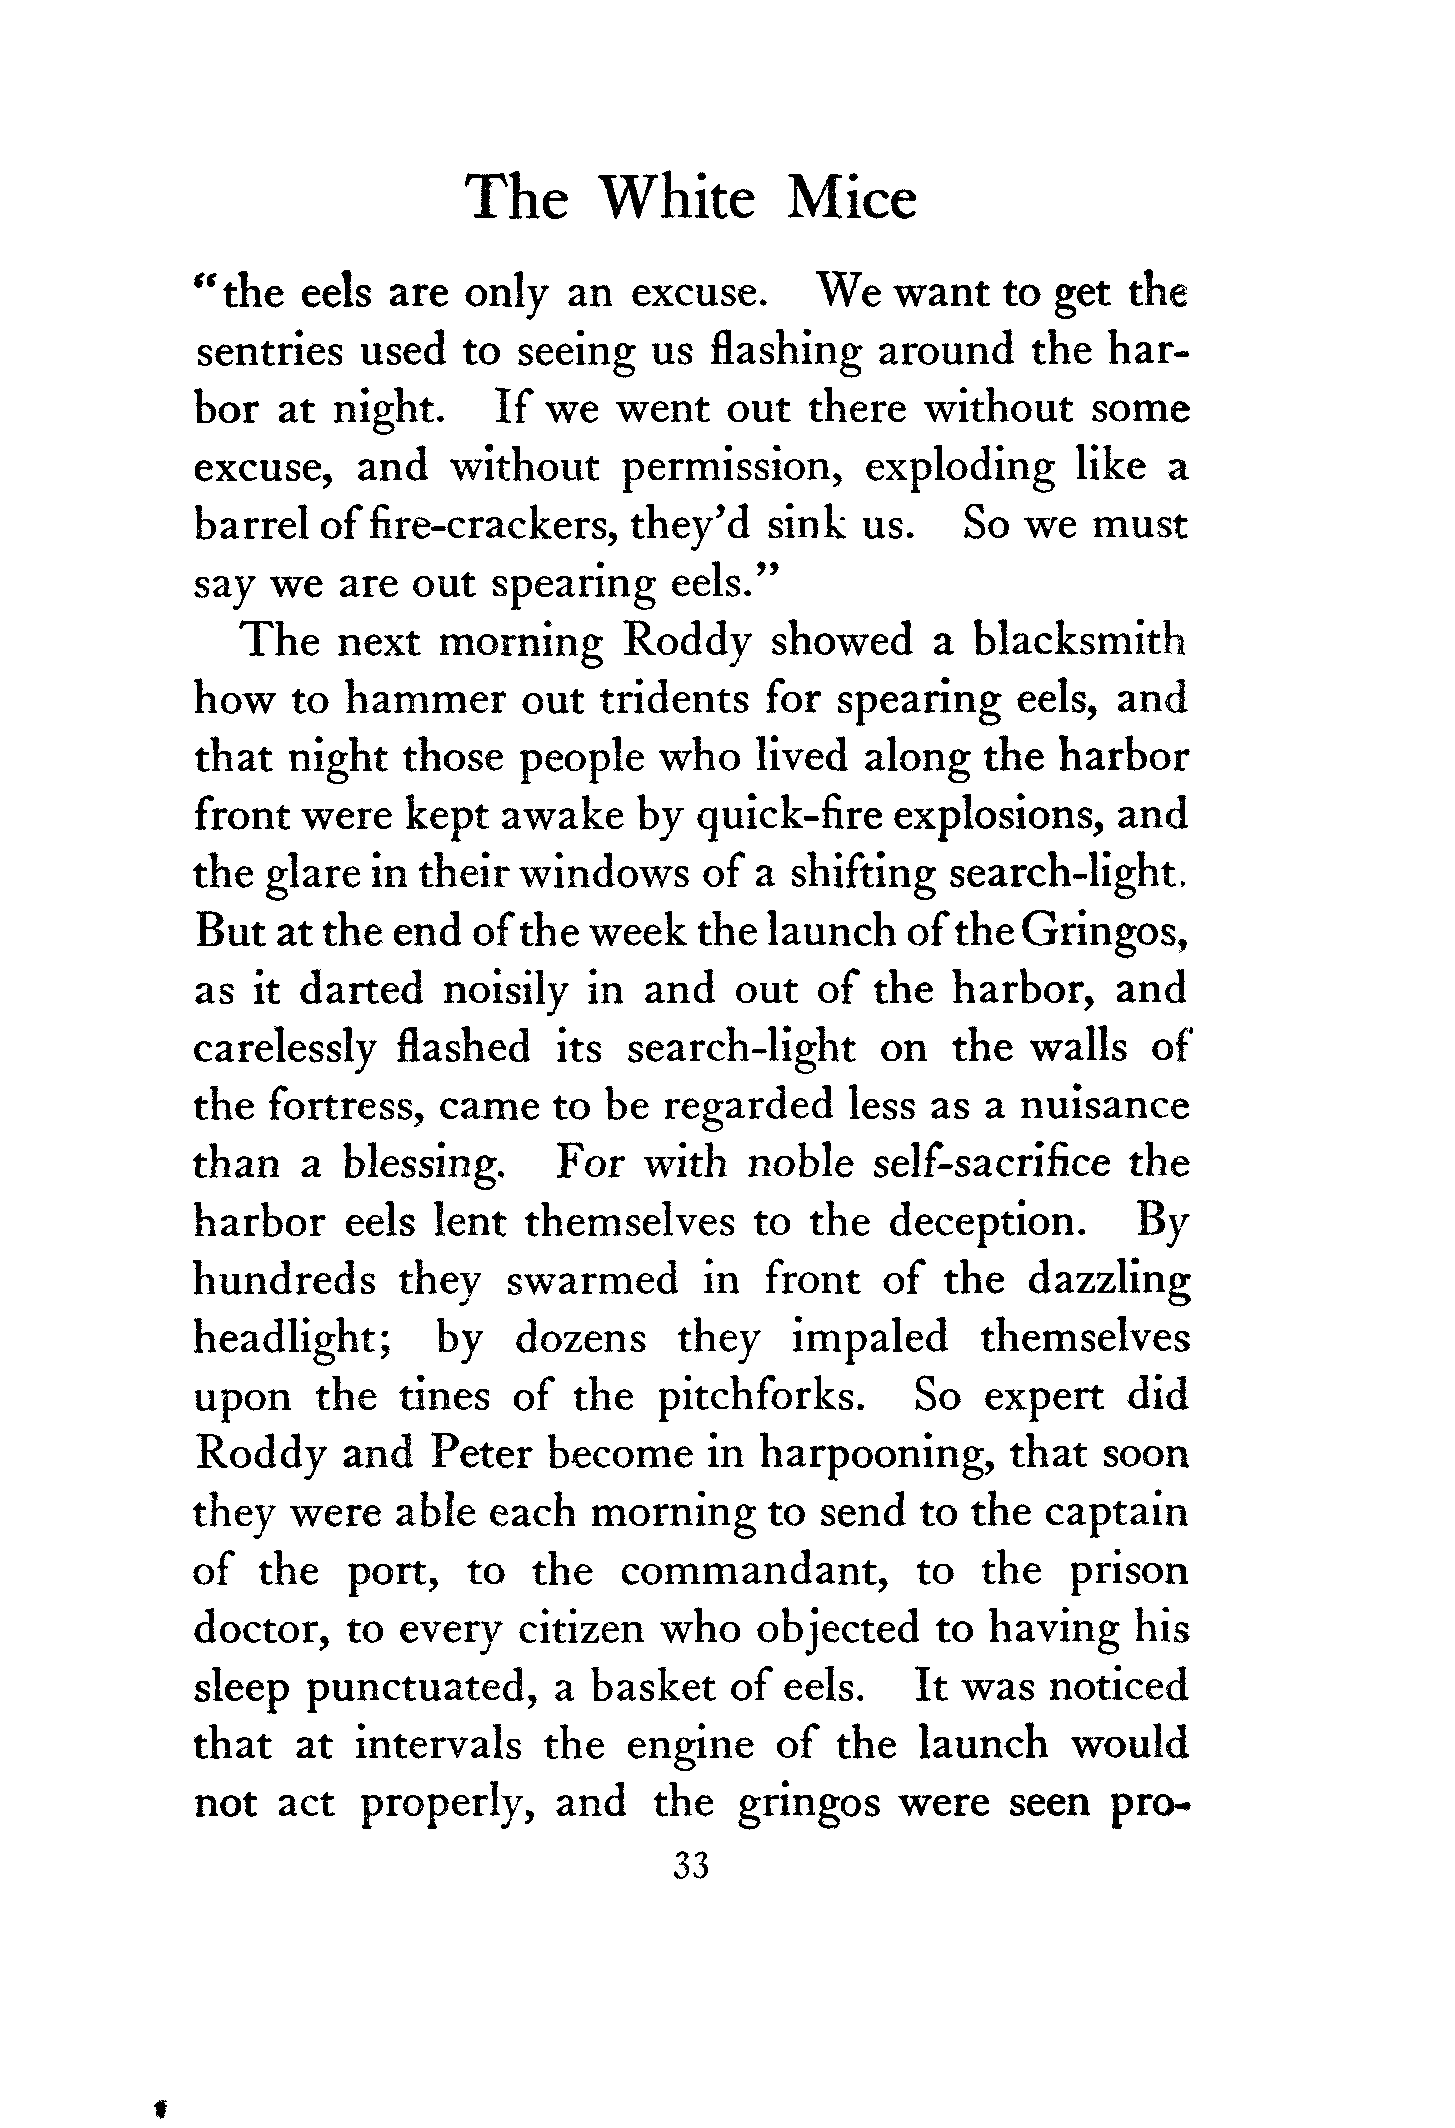 The White Mice
“the eels are only an excuse. We want to get the
sentries used to seeing us flashing around the har-
bor at night. If we went out there without some
excuse, and without permission, exploding like a
barrel of fire-crackers, they’d sink us. So we must
say we are out spearing eels.”
The next morning Roddy showed a blacksmith
how to hammer out tridents for spearing eels, and
that night those people who lived along the harbor
front were kept awake by quick-fire explosions, and
the glare in their windows of a shifting search-light.
But at the end of the week the launch of the Gringos,
as it darted noisily in and out of the harbor, and
carelessly flashed its search-light on the walls of
the fortress, came to be regarded less as a nuisance
than a blessing. For with noble self-sacrifice the
harbor eels lent themselves to the deception. By
hundreds they swarmed in front of the dazzling
headlight; by dozens they impaled themselves
upon the tines of the pitchforks. So expert did
Roddy and Peter become in harpooning, that soon
they were able each morning to send to the captain
of the port, to the commandant, to the prison
doctor, to every citizen who objected to having his
sleep punctuated, a basket of eels. It was noticed
that at intervals the engine of the launch would
not act properly, and the gringos were seen pro-
33